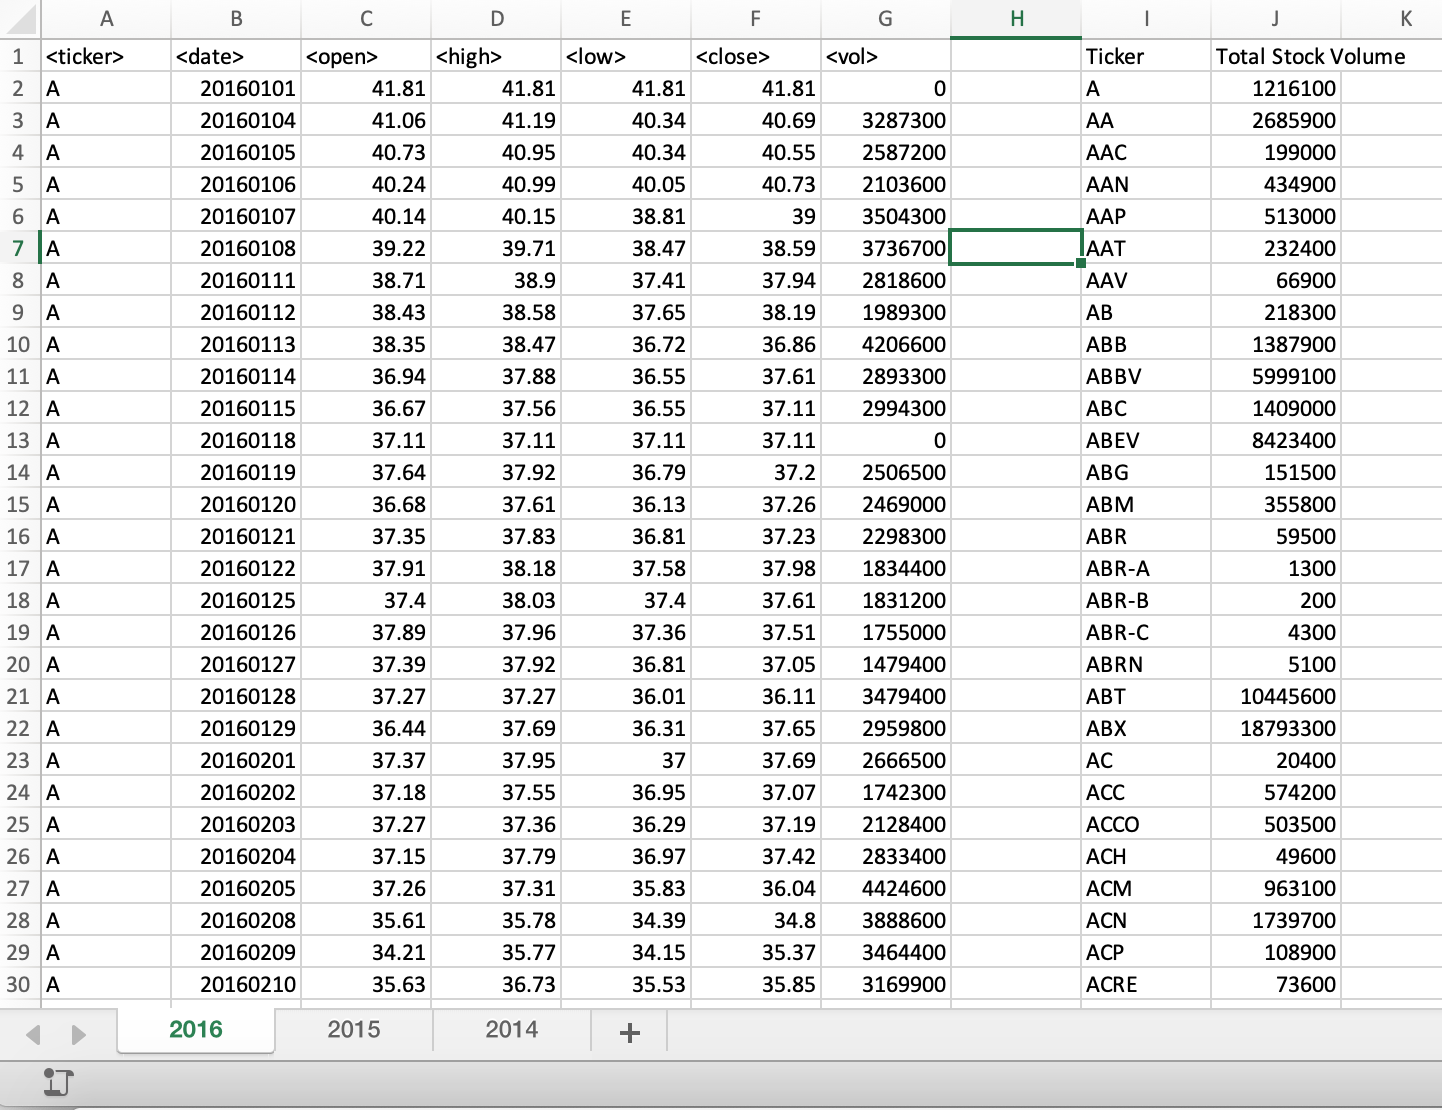 A B C D E F G H I J K
1 <ticker> <date> <open> <high> <low> <close> <vol> Ticker Total Stock Volume
2 A 20160101 41.81 41.81 41.81 41.81 0 A 1216100
3 A 20160104 41.06 41.19 40.34 40.69 3287300 AA 2685900
4 A 20160105 40.73 40.95 40.34 40.55 2587200 AAC 199000
5 A 20160106 40.24 40.99 40.05 40.73 2103600 AAN 434900
6 A 20160107 40.14 40.15 38.81 39 3504300 AAP 513000
7 A 20160108 39.22 39.71 38.47 38.59 3736700 AAT 232400
8 A 20160111 38.71 38.9 37.41 37.94 2818600 AAV 66900
9 A 20160112 38.43 38.58 37.65 38.19 1989300 AB 218300
10 A 20160113 38.35 38.47 36.72 36.86 4206600 ABB 1387900
11 A 20160114 36.94 37.88 36.55 37.61 2893300 ABBV 5999100
12 A 20160115 36.67 37.56 36.55 37.11 2994300 ABC 1409000
13 A 20160118 37.11 37.11 37.11 37.11 0 ABEV 8423400
14 A 20160119 37.64 37.92 36.79 37.2 2506500 ABG 151500
15 A 20160120 36.68 37.61 36.13 37.26 2469000 ABM 355800
16 A 20160121 37.35 37.83 36.81 37.23 2298300 ABR 59500
17 A 20160122 37.91 38.18 37.58 37.98 1834400 ABR-A 1300
18 A 20160125 37.4 38.03 37.4 37.61 1831200 ABR-B 200
19 A 20160126 37.89 37.96 37.36 37.51 1755000 ABR-C 4300
20 A 20160127 37.39 37.92 36.81 37.05 1479400 ABRN 5100
21 A 20160128 37.27 37.27 36.01 36.11 3479400 ABT 10445600
22 A 20160129 36.44 37.69 36.31 37.65 2959800 ABX 18793300
23 A 20160201 37.37 37.95 37 37.69 2666500 AC 20400
24 A 20160202 37.18 37.55 36.95 37.07 1742300 ACC 574200
25 A 20160203 37.27 37.36 36.29 37.19 2128400 ACCO 503500
26 A 20160204 37.15 37.79 36.97 37.42 2833400 ACH 49600
27 A 20160205 37.26 37.31 35.83 36.04 4424600 ACM 963100
28 A 20160208 35.61 35.78 34.39 34.8 3888600 ACN 1739700
29 A 20160209 34.21 35.77 34.15 35.37 3464400 ACP 108900
30 A 20160210 35.63 36.73 35.53 35.85 3169900 ACRE 73600
2016 2015 2014 +